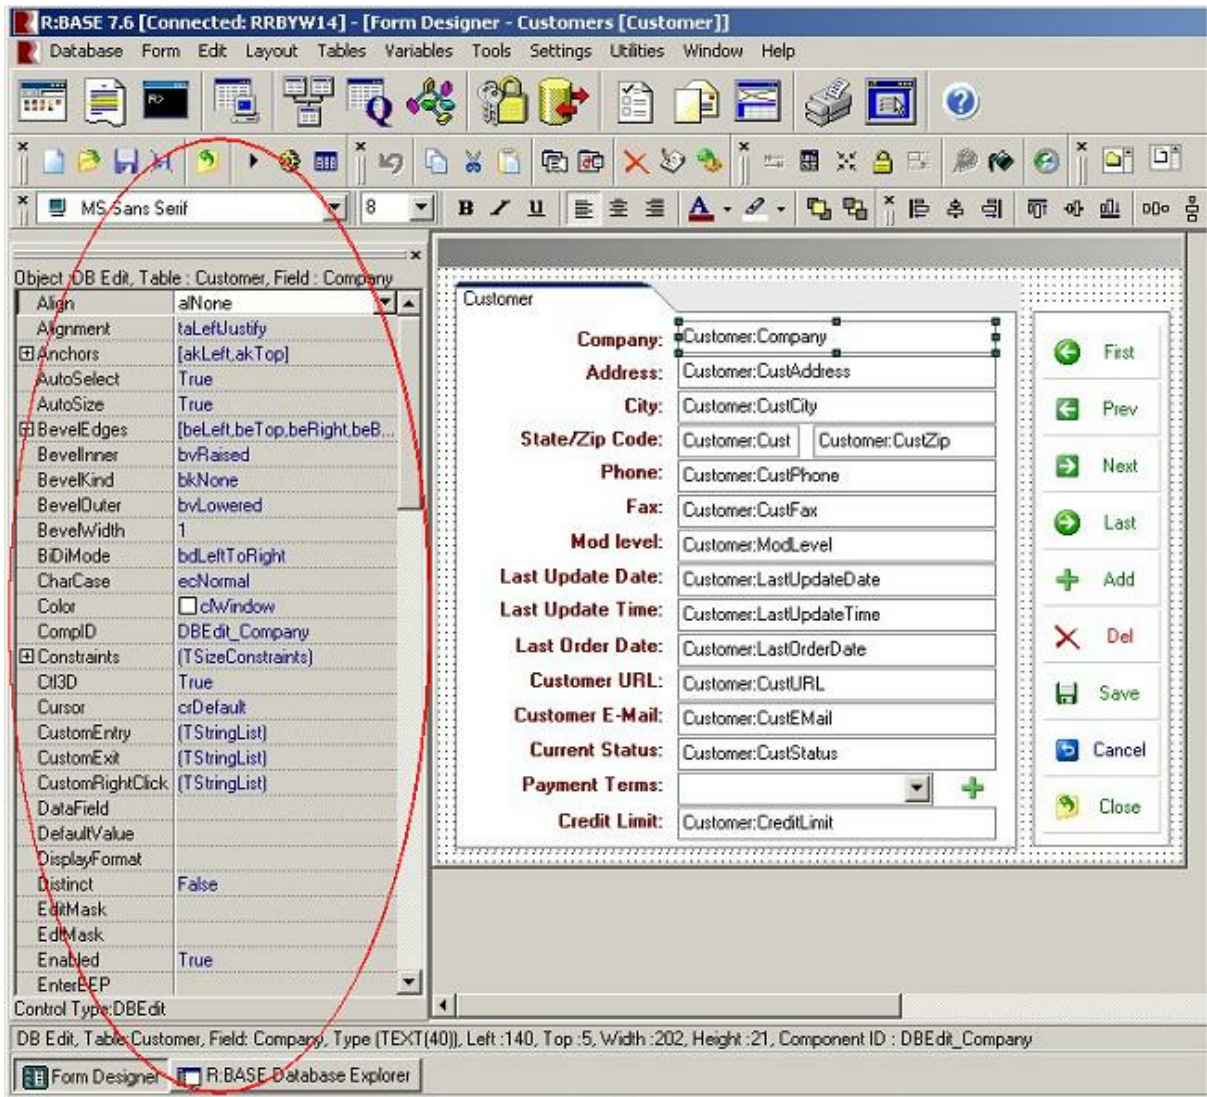 R:BASE 7.6 [Connected: RRBYW14] - [Form Designer - Customers [Customer]]
Database Form Edit Layout Tables Variables Tools Settings Utilities Window Help
R>
Q
MS Sans Serif 8 B I U A
Object :DB Edit, Table : Customer, Field : Company
Align alNone
Alignment taLeftJustify
Anchors [akLeft,akTop]
AutoSelect True
AutoSize True
BevelEdges [beLeft,beTop,beRight,beB...
BevelInner bvRaised
BevelKind bkNone
BevelOuter bvLowered
BevelWidth 1
BiDiMode bdLeftToRight
CharCase ecNormal
Color clWindow
CompID DBEdit_Company
Constraints (TSizeConstraints)
Ctl3D True
Cursor crDefault
CustomEntry (TStringList)
CustomExit (TStringList)
CustomRightClick (TStringList)
DataField
DefaultValue
DisplayFormat
Distinct False
EditMask
EdtMask
Enabled True
EnterEEP
Control Type:DBEdit
Customer
Company: Customer:Company
Address: Customer:CustAddress
City: Customer:CustCity
State/Zip Code: Customer:Cust Customer:CustZip
Phone: Customer:CustPhone
Fax: Customer:CustFax
Mod level: Customer:ModLevel
Last Update Date: Customer:LastUpdateDate
Last Update Time: Customer:LastUpdateTime
Last Order Date: Customer:LastOrderDate
Customer URL: Customer:CustURL
Customer E-Mail: Customer:CustEMail
Current Status: Customer:CustStatus
Payment Terms:
Credit Limit: Customer:CreditLimit
First
Prev
Next
Last
Add
Del
Save
Cancel
Close
DB Edit, Table: Customer, Field: Company, Type (TEXT(40)), Left :140, Top :5, Width :202, Height :21, Component ID : DBEdit_Company
Form Designer R:BASE Database Explorer